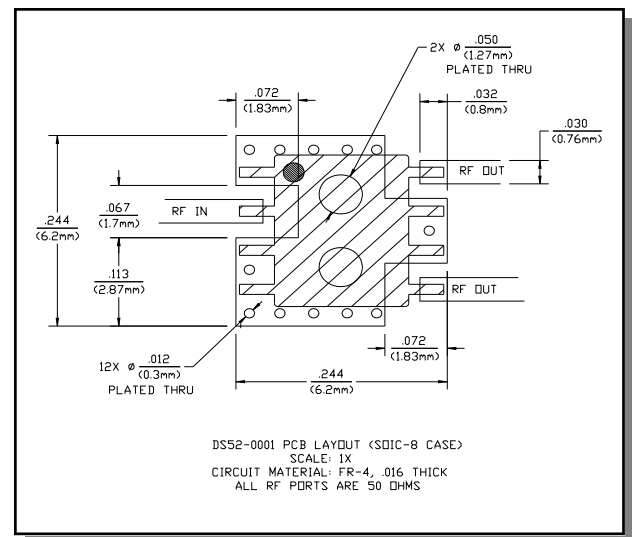 .050
2X ⌀ (1.27mm)
PLATED THRU
.072
(1.83mm)
.032
(0.8mm)
.030
(0.76mm)
RF OUT
RF IN
.067
(1.7mm)
.244
(6.2mm)
.113
(2.87mm)
RF OUT
.072
(1.83mm)
.012
12X ⌀ (0.3mm)
PLATED THRU
.244
(6.2mm)
DS52-0001 PCB LAYOUT (SOIC-8 CASE)
SCALE: 1X
CIRCUIT MATERIAL: FR-4, .016 THICK
ALL RF PORTS ARE 50 OHMS